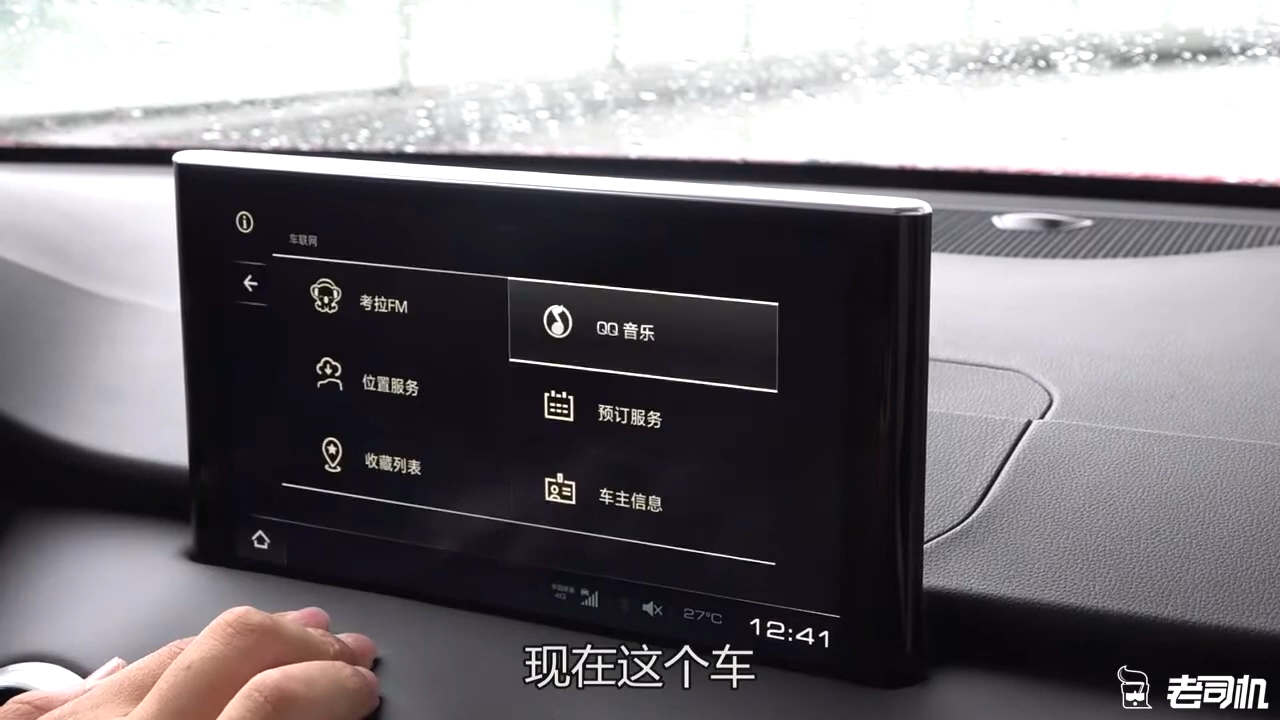 车联网
考拉FM
QQ 音乐
位置服务
预订服务
收藏列表
车主信息
4G
27°C
12:41
现在这个车
老司机